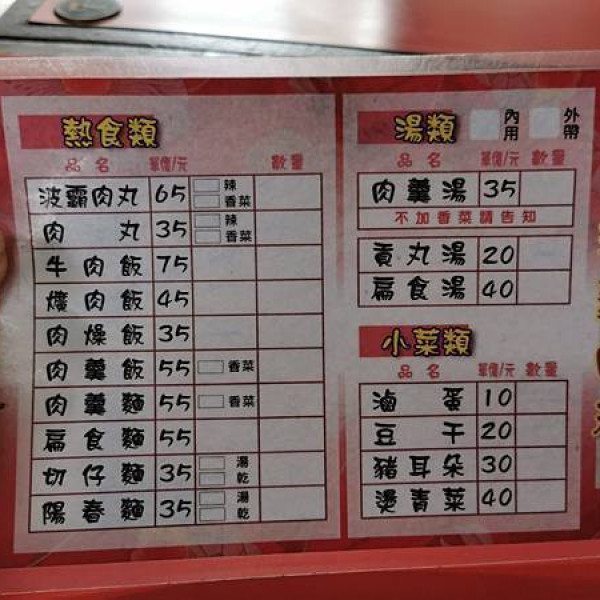 熱食類
品名 單價/元 數量
波霸肉丸 65 辣 香菜
肉丸 35 辣 香菜
牛肉飯 75
爌肉飯 45
肉燥飯 35
肉羹飯 55 香菜
肉羹麵 55 香菜
扁食麵 55
切仔麵 35 湯 乾
陽春麵 35 湯 乾
湯類 內用 外帶
品名 單價/元 數量
肉羹湯 35
不加香菜請告知
貢丸湯 20
扁食湯 40
小菜類
品名 單價/元 數量
滷蛋 10
豆干 20
豬耳朵 30
燙青菜 40